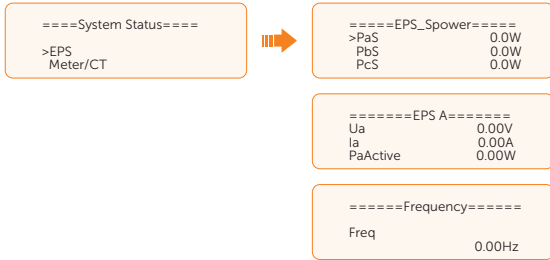 ====System Status====
>EPS
Meter/CT
=====EPS_Spower=====
>PaS 0.0W
PbS 0.0W
PcS 0.0W
=======EPS A=======
Ua 0.00V
Ia 0.00A
PaActive 0.00W
======Frequency======
Freq
0.00Hz